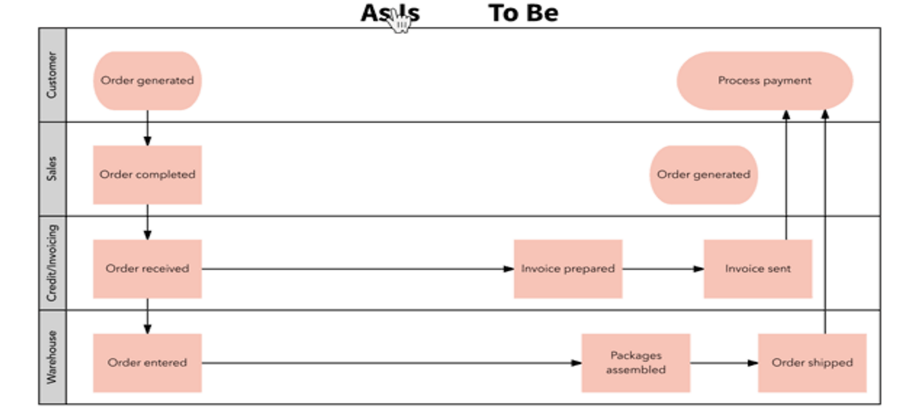 As Is To Be
Customer
Order generated
Process payment
Sales
Order completed
Order generated
Credit/Invoicing
Order received
Invoice prepared
Invoice sent
Warehouse
Order entered
Packages
assembled
Order shipped